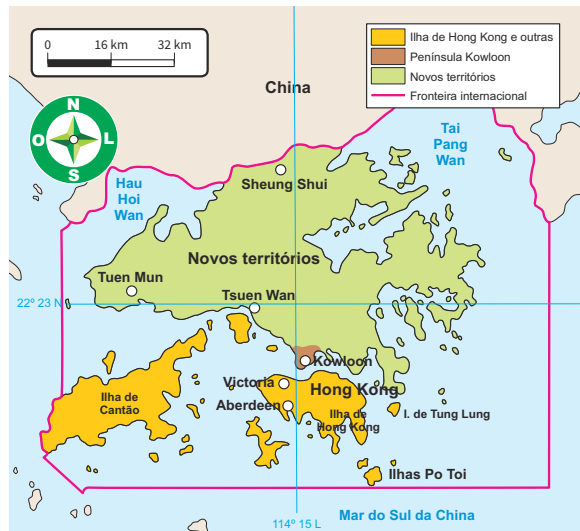 0 16 km 32 km
Ilha de Hong Kong e outras
Península Kowloon
Novos territórios
Fronteira internacional
China
N
O L
S
Tai
Pang
Wan
Hau
Hoi
Wan
Sheung Shui
Novos territórios
Tuen Mun
Tsuen Wan
22º 23 N
Kowloon
Victoria
Hong Kong
Aberdeen
Ilha de
Cantão
Ilha de
Hong Kong
I. de Tung Lung
Ilhas Po Toi
Mar do Sul da China
114º 15 L